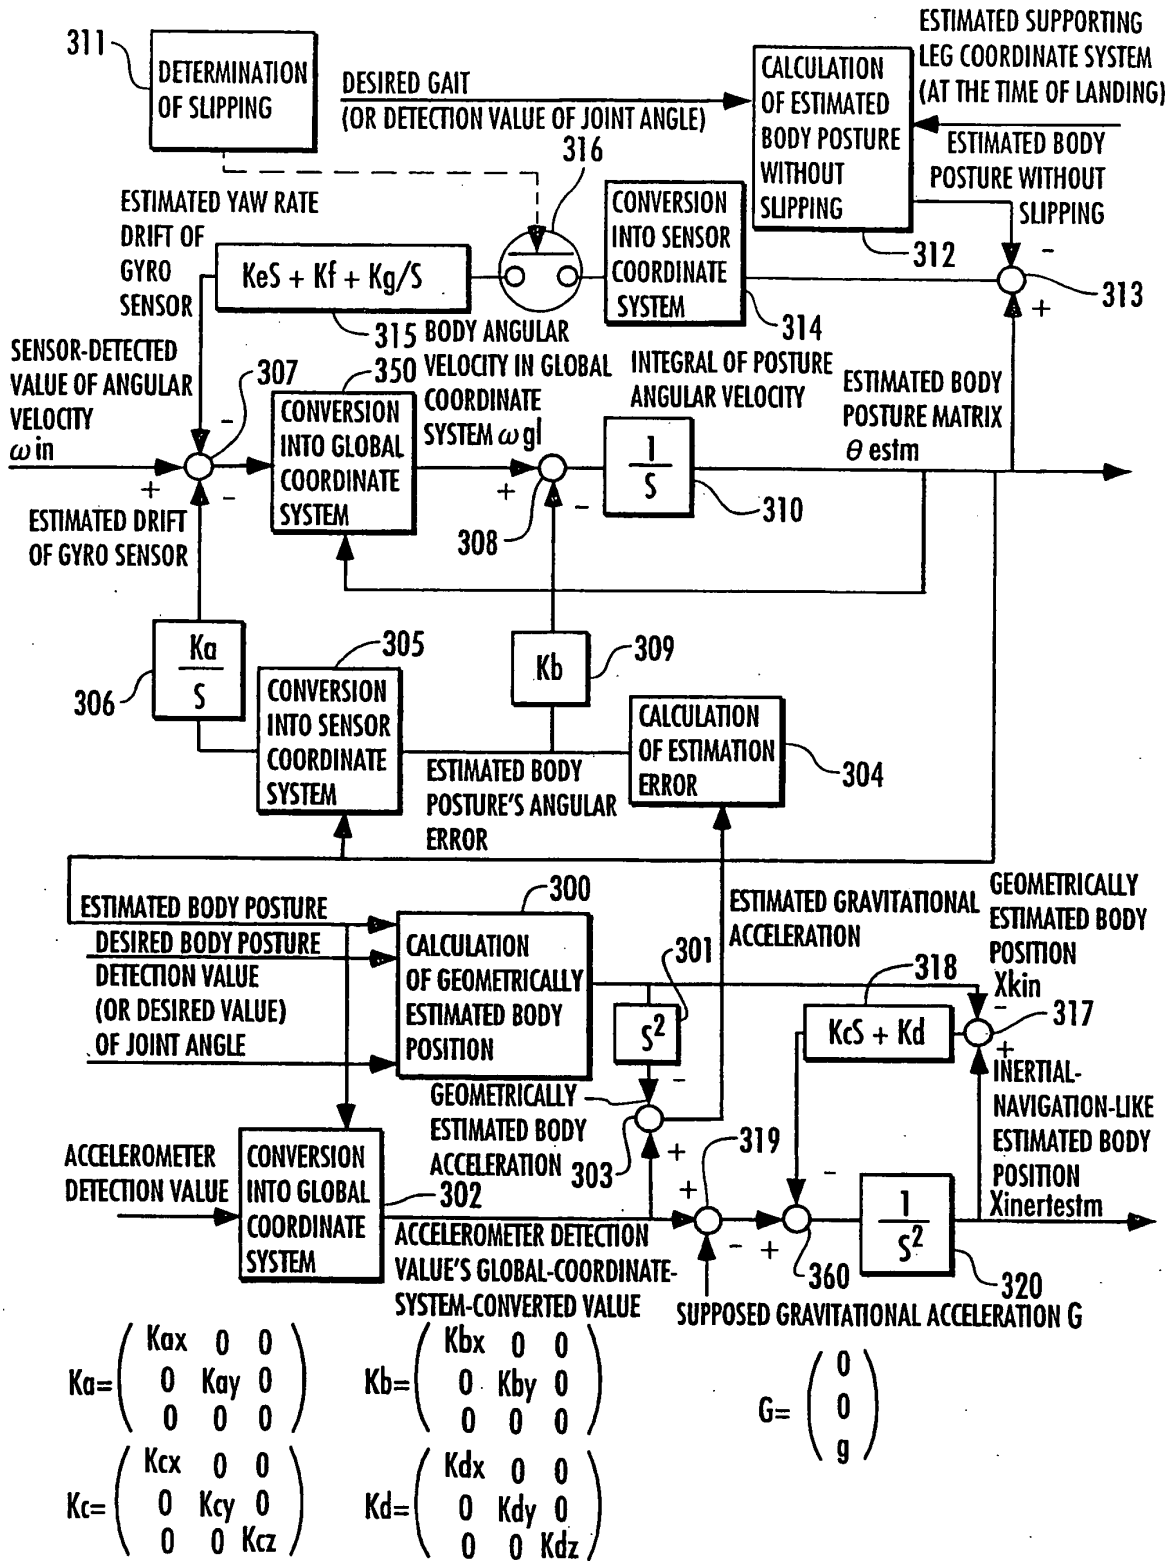 311
DETERMINATION
OF SLIPPING
DESIRED GAIT
(OR DETECTION VALUE OF JOINT ANGLE)
316
CALCULATION
OF ESTIMATED
BODY POSTURE
WITHOUT
SLIPPING
312
ESTIMATED SUPPORTING
LEG COORDINATE SYSTEM
(AT THE TIME OF LANDING)
ESTIMATED BODY
POSTURE WITHOUT
SLIPPING
-
313
+
ESTIMATED YAW RATE
DRIFT OF
GYRO
SENSOR
KeS + Kf + Kg/S
315
CONVERSION
INTO SENSOR
COORDINATE
SYSTEM
314
SENSOR-DETECTED
VALUE OF ANGULAR
VELOCITY
ωin
307
-
+
-
350
CONVERSION
INTO GLOBAL
COORDINATE
SYSTEM
BODY ANGULAR
VELOCITY IN GLOBAL
COORDINATE
SYSTEM ωgl
+
-
308
INTEGRAL OF POSTURE
ANGULAR VELOCITY
1
S
310
ESTIMATED BODY
POSTURE MATRIX
θ estm
ESTIMATED DRIFT
OF GYRO SENSOR
Ka
S
306
305
CONVERSION
INTO SENSOR
COORDINATE
SYSTEM
Kb
309
ESTIMATED BODY
POSTURE'S ANGULAR
ERROR
CALCULATION
OF ESTIMATION
ERROR
304
ESTIMATED BODY POSTURE
DESIRED BODY POSTURE
DETECTION VALUE
(OR DESIRED VALUE)
OF JOINT ANGLE
300
CALCULATION
OF GEOMETRICALLY
ESTIMATED BODY
POSITION
301
S²
-
ESTIMATED GRAVITATIONAL
ACCELERATION
GEOMETRICALLY
ESTIMATED BODY
POSITION
Xkin
318
KcS + Kd
-
317
+
GEOMETRICALLY
ESTIMATED BODY
ACCELERATION
303
+
INERTIAL-
NAVIGATION-LIKE
ESTIMATED BODY
POSITION
Xinertestm
ACCELEROMETER
DETECTION VALUE
CONVERSION
INTO GLOBAL
COORDINATE
SYSTEM
302
ACCELEROMETER DETECTION
VALUE'S GLOBAL-COORDINATE-
SYSTEM-CONVERTED VALUE
319
+
-
-
+
360
1
S²
320
SUPPOSED GRAVITATIONAL ACCELERATION G
Ka= ( Kax 0 0
0 Kay 0
0 0 0 )
Kb= ( Kbx 0 0
0 Kby 0
0 0 0 )
G= ( 0
0
g )
Kc= ( Kcx 0 0
0 Kcy 0
0 0 Kcz )
Kd= ( Kdx 0 0
0 Kdy 0
0 0 Kdz )